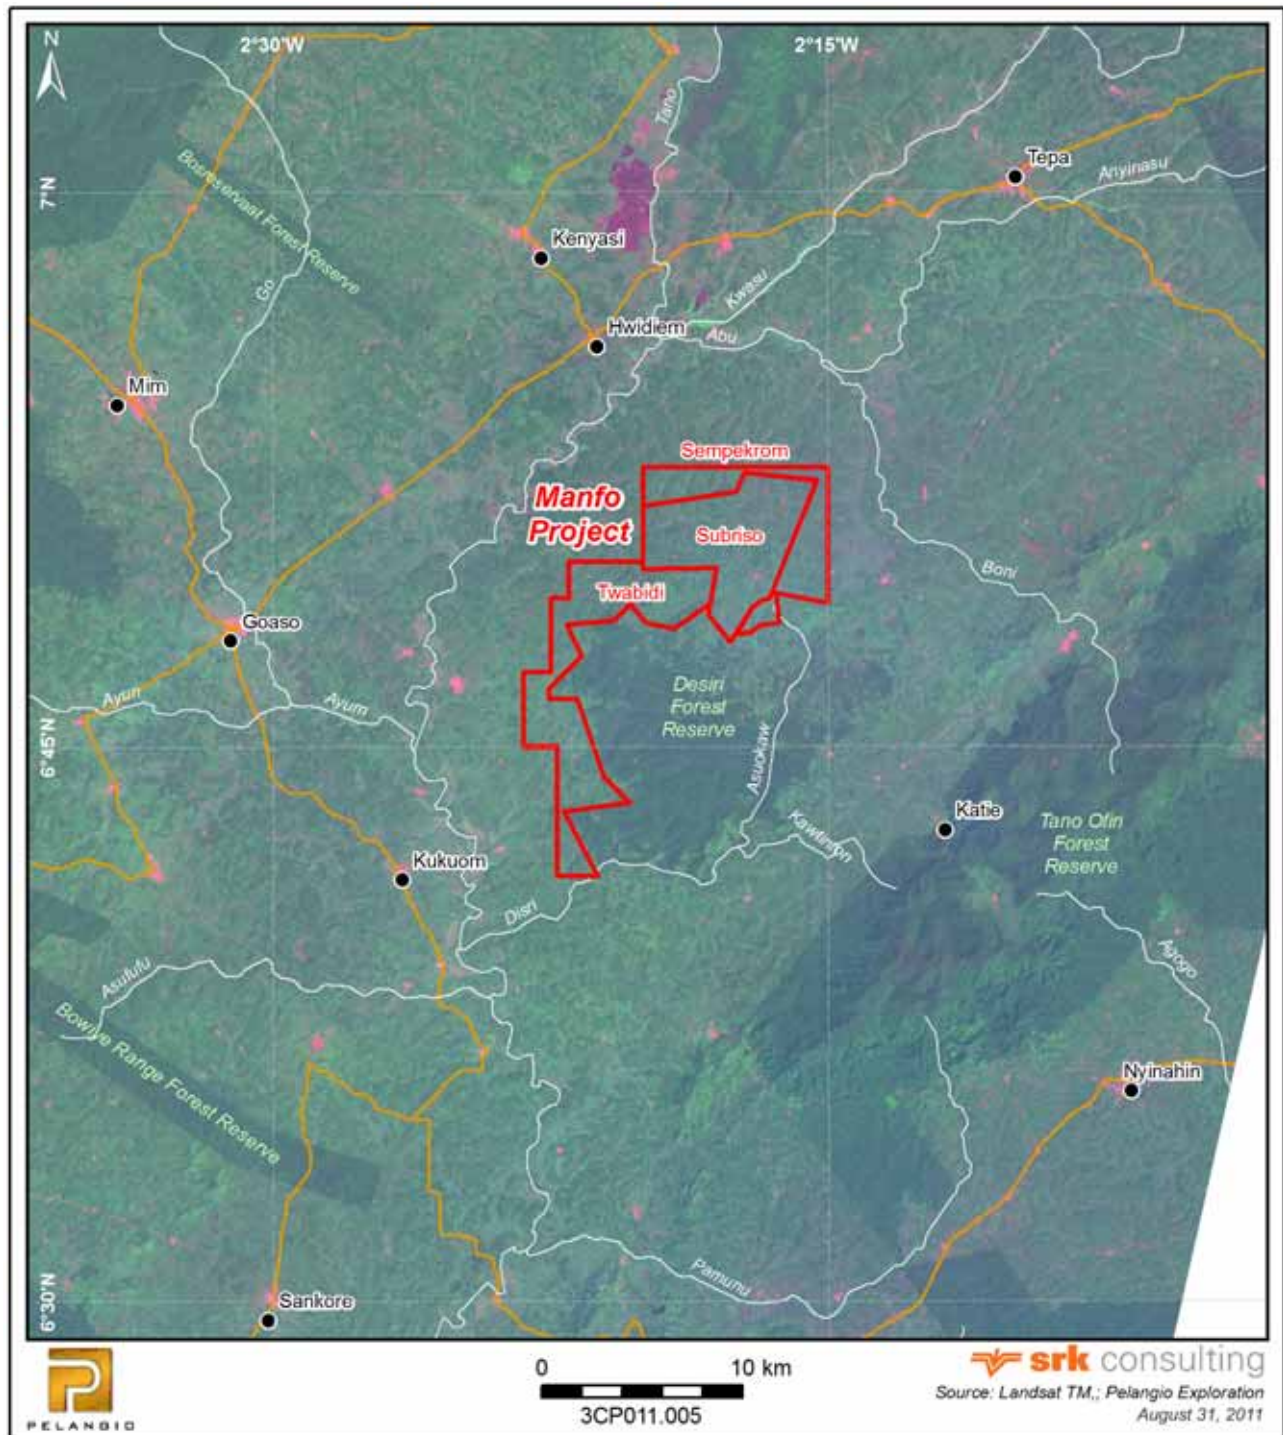 N
2°30'W
2°15'W
Tano
Tepa
Anyinasu
7°N
Bosreservaat Forest Reserve
Kenyasi
Go
Kwasu
Hwidiem
Abu
Mim
Sempekrom
Manfo
Project
Subriso
Boni
Twabidi
Goaso
Desiri
Forest
Reserve
Ayun
Ayum
6°45'N
Asuokaw
Katie
Kawtinron
Tano Ofin
Forest
Reserve
Kukuom
Disri
Agogo
Asufufu
Bowiye Range Forest Reserve
Nyinahin
Pamunu
6°30'N
Sankore
PELANGIO
0 10 km
3CP011.005
srk consulting
Source: Landsat TM,; Pelangio Exploration
August 31, 2011